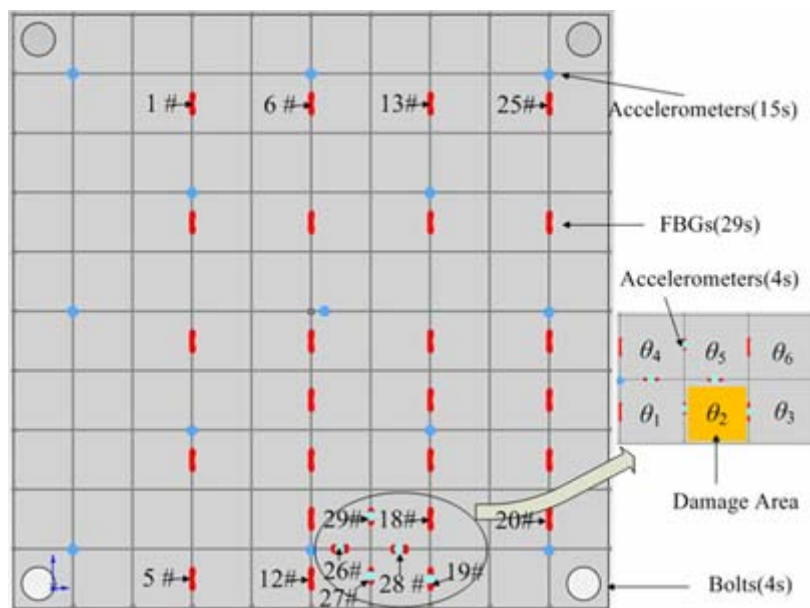 1 # 6 # 13# 25#
Accelerometers(15s)
FBGs(29s)
Accelerometers(4s)
θ4 θ5 θ6
θ1 θ2 θ3
Damage Area
29# 18# 20#
26# 28 # 19#
27#
5 # 12#
Bolts(4s)